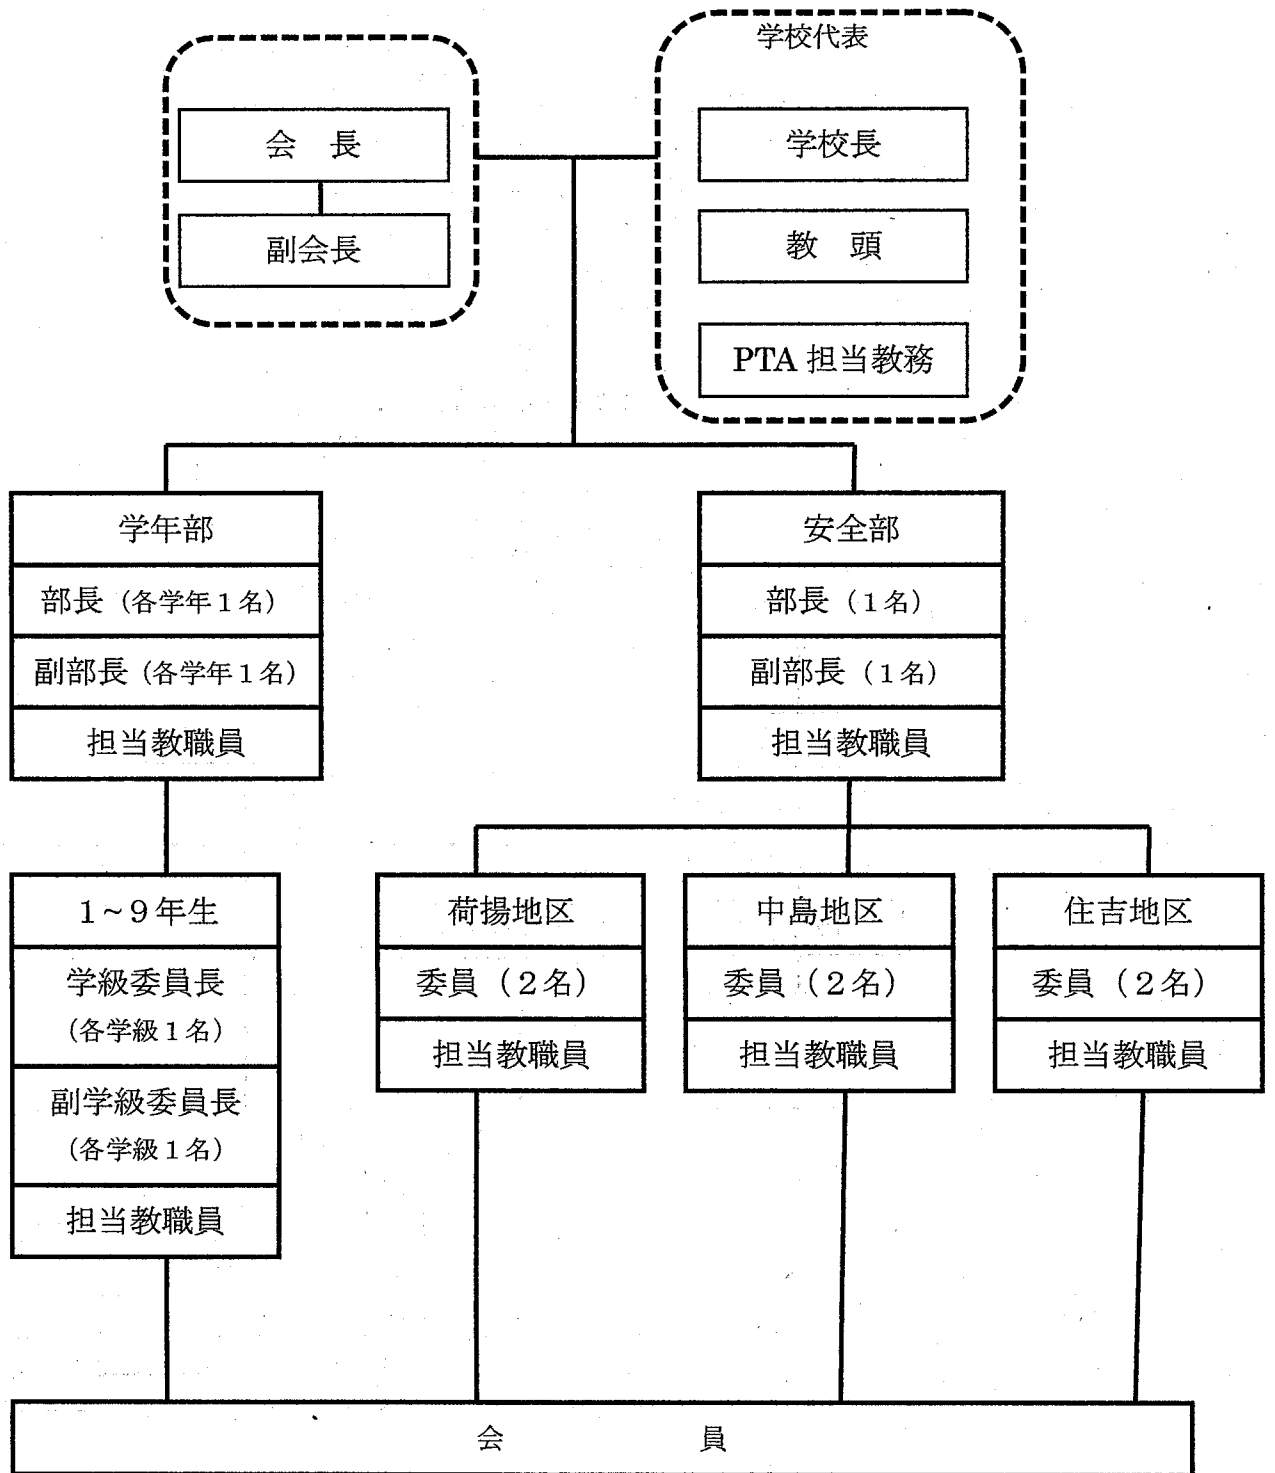 会　長
副会長
学校代表
学校長
教　頭
PTA 担当教務
学年部
部長（各学年１名）
副部長（各学年１名）
担当教職員
安全部
部長（１名）
副部長（１名）
担当教職員
１~９年生
学級委員長
（各学級１名）
副学級委員長
（各学級１名）
担当教職員
荷揚地区
委員（２名）
担当教職員
中島地区
委員（２名）
担当教職員
住吉地区
委員（２名）
担当教職員
会　　　　　員